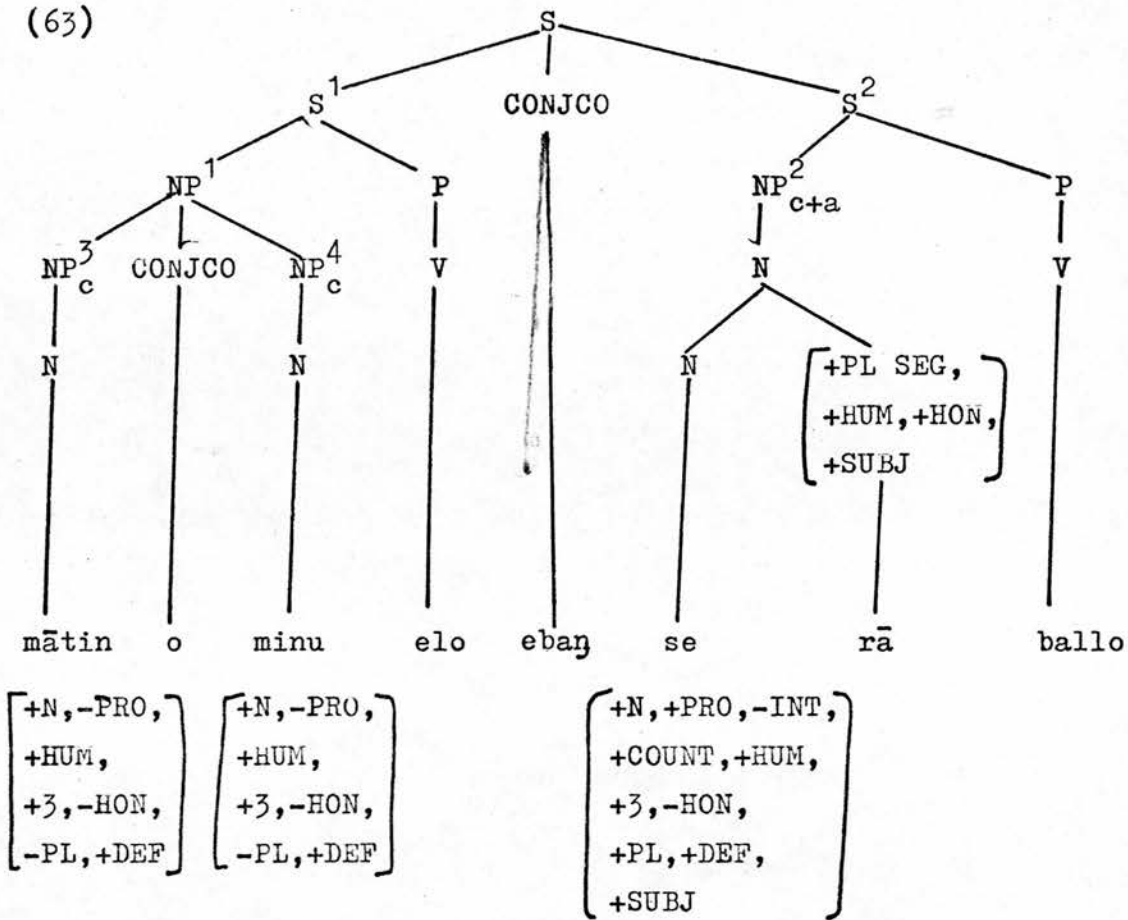 (63)
S
S¹ CONJCO S²
NP¹ P NP²c+a P
NP³c CONJCO NP⁴c V N V
N N N [+PL SEG,
+HUM,+HON,
+SUBJ]
mātin o minu elo ebaŋ se rā ballo
[+N,-PRO, [+N,-PRO, [+N,+PRO,-INT,
+HUM, +HUM, +COUNT,+HUM,
+3,-HON, +3,-HON, +3,-HON,
-PL,+DEF] -PL,+DEF] +PL,+DEF,
+SUBJ]